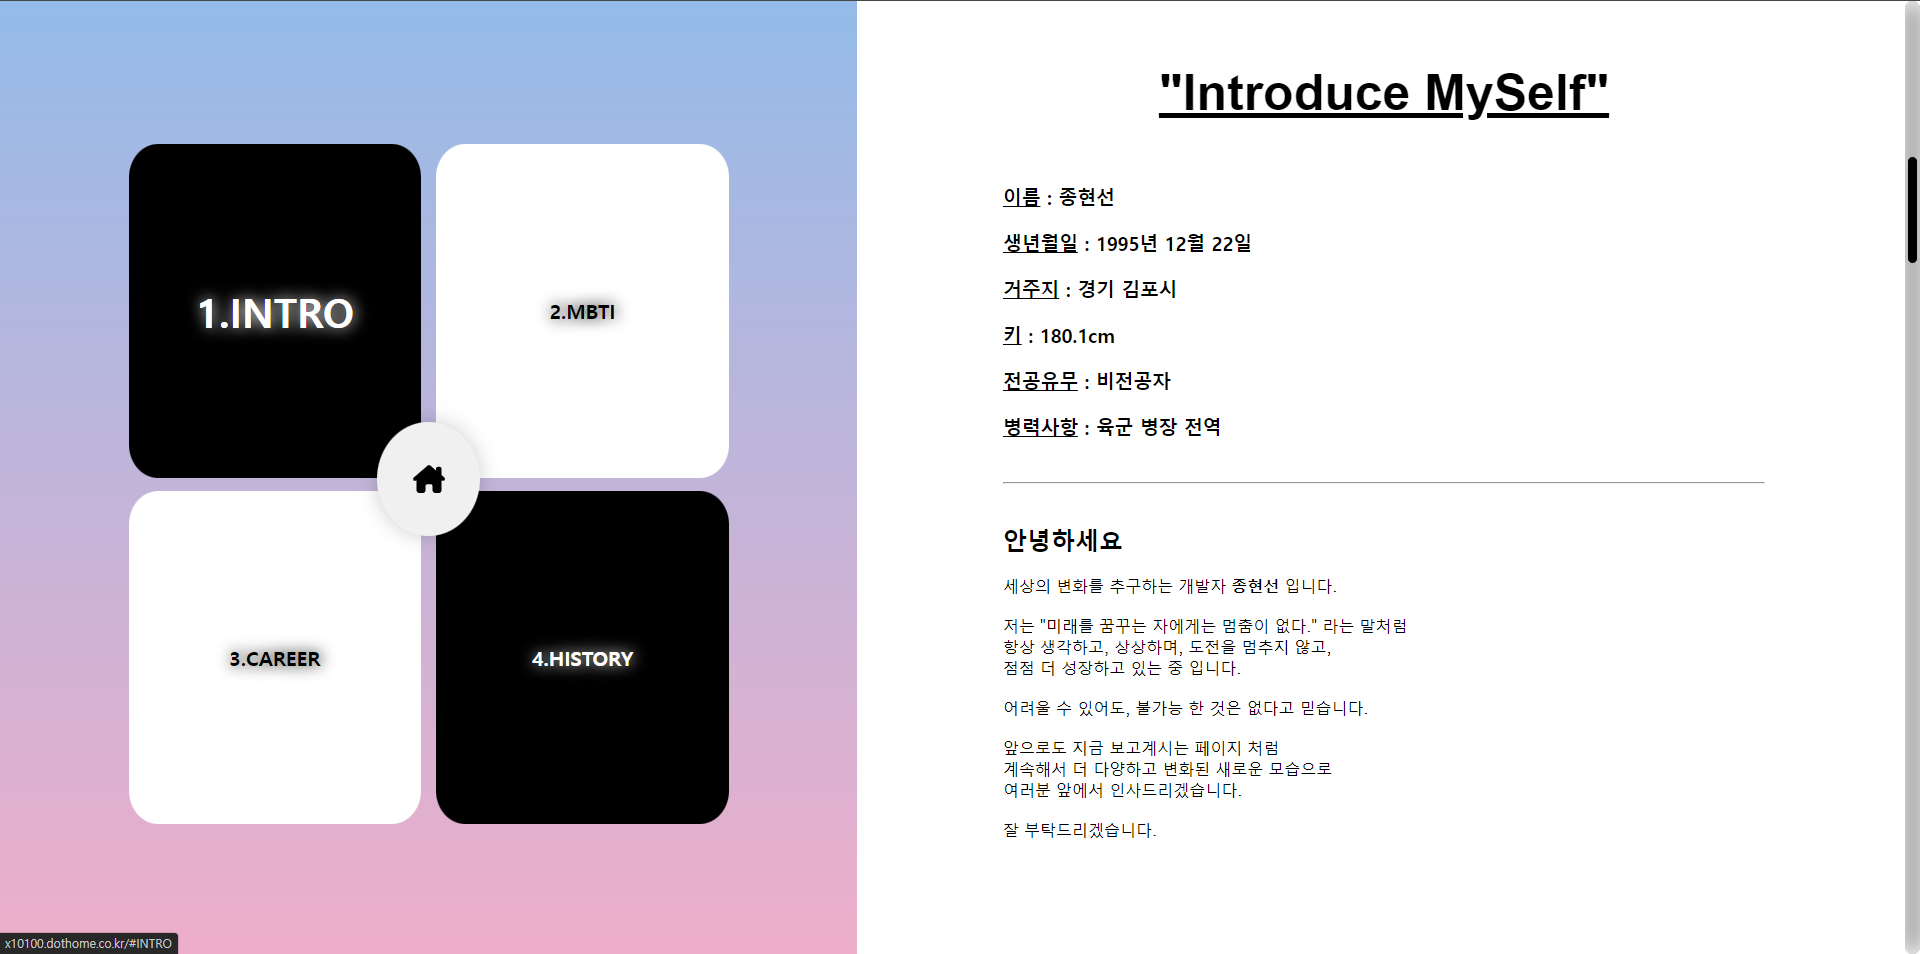 1.INTRO
2.MBTI
3.CAREER
4.HISTORY
"Introduce MySelf"
이름 : 종현선
생년월일 : 1995년 12월 22일
거주지 : 경기 김포시
키 : 180.1cm
전공유무 : 비전공자
병력사항 : 육군 병장 전역
안녕하세요
세상의 변화를 추구하는 개발자 종현선 입니다.
저는 "미래를 꿈꾸는 자에게는 멈춤이 없다." 라는 말처럼
항상 생각하고, 상상하며, 도전을 멈추지 않고,
점점 더 성장하고 있는 중 입니다.
어려울 수 있어도, 불가능 한 것은 없다고 믿습니다.
앞으로도 지금 보고계시는 페이지 처럼
계속해서 더 다양하고 변화된 새로운 모습으로
여러분 앞에서 인사드리겠습니다.
잘 부탁드리겠습니다.
x10100.dothome.co.kr/#INTRO